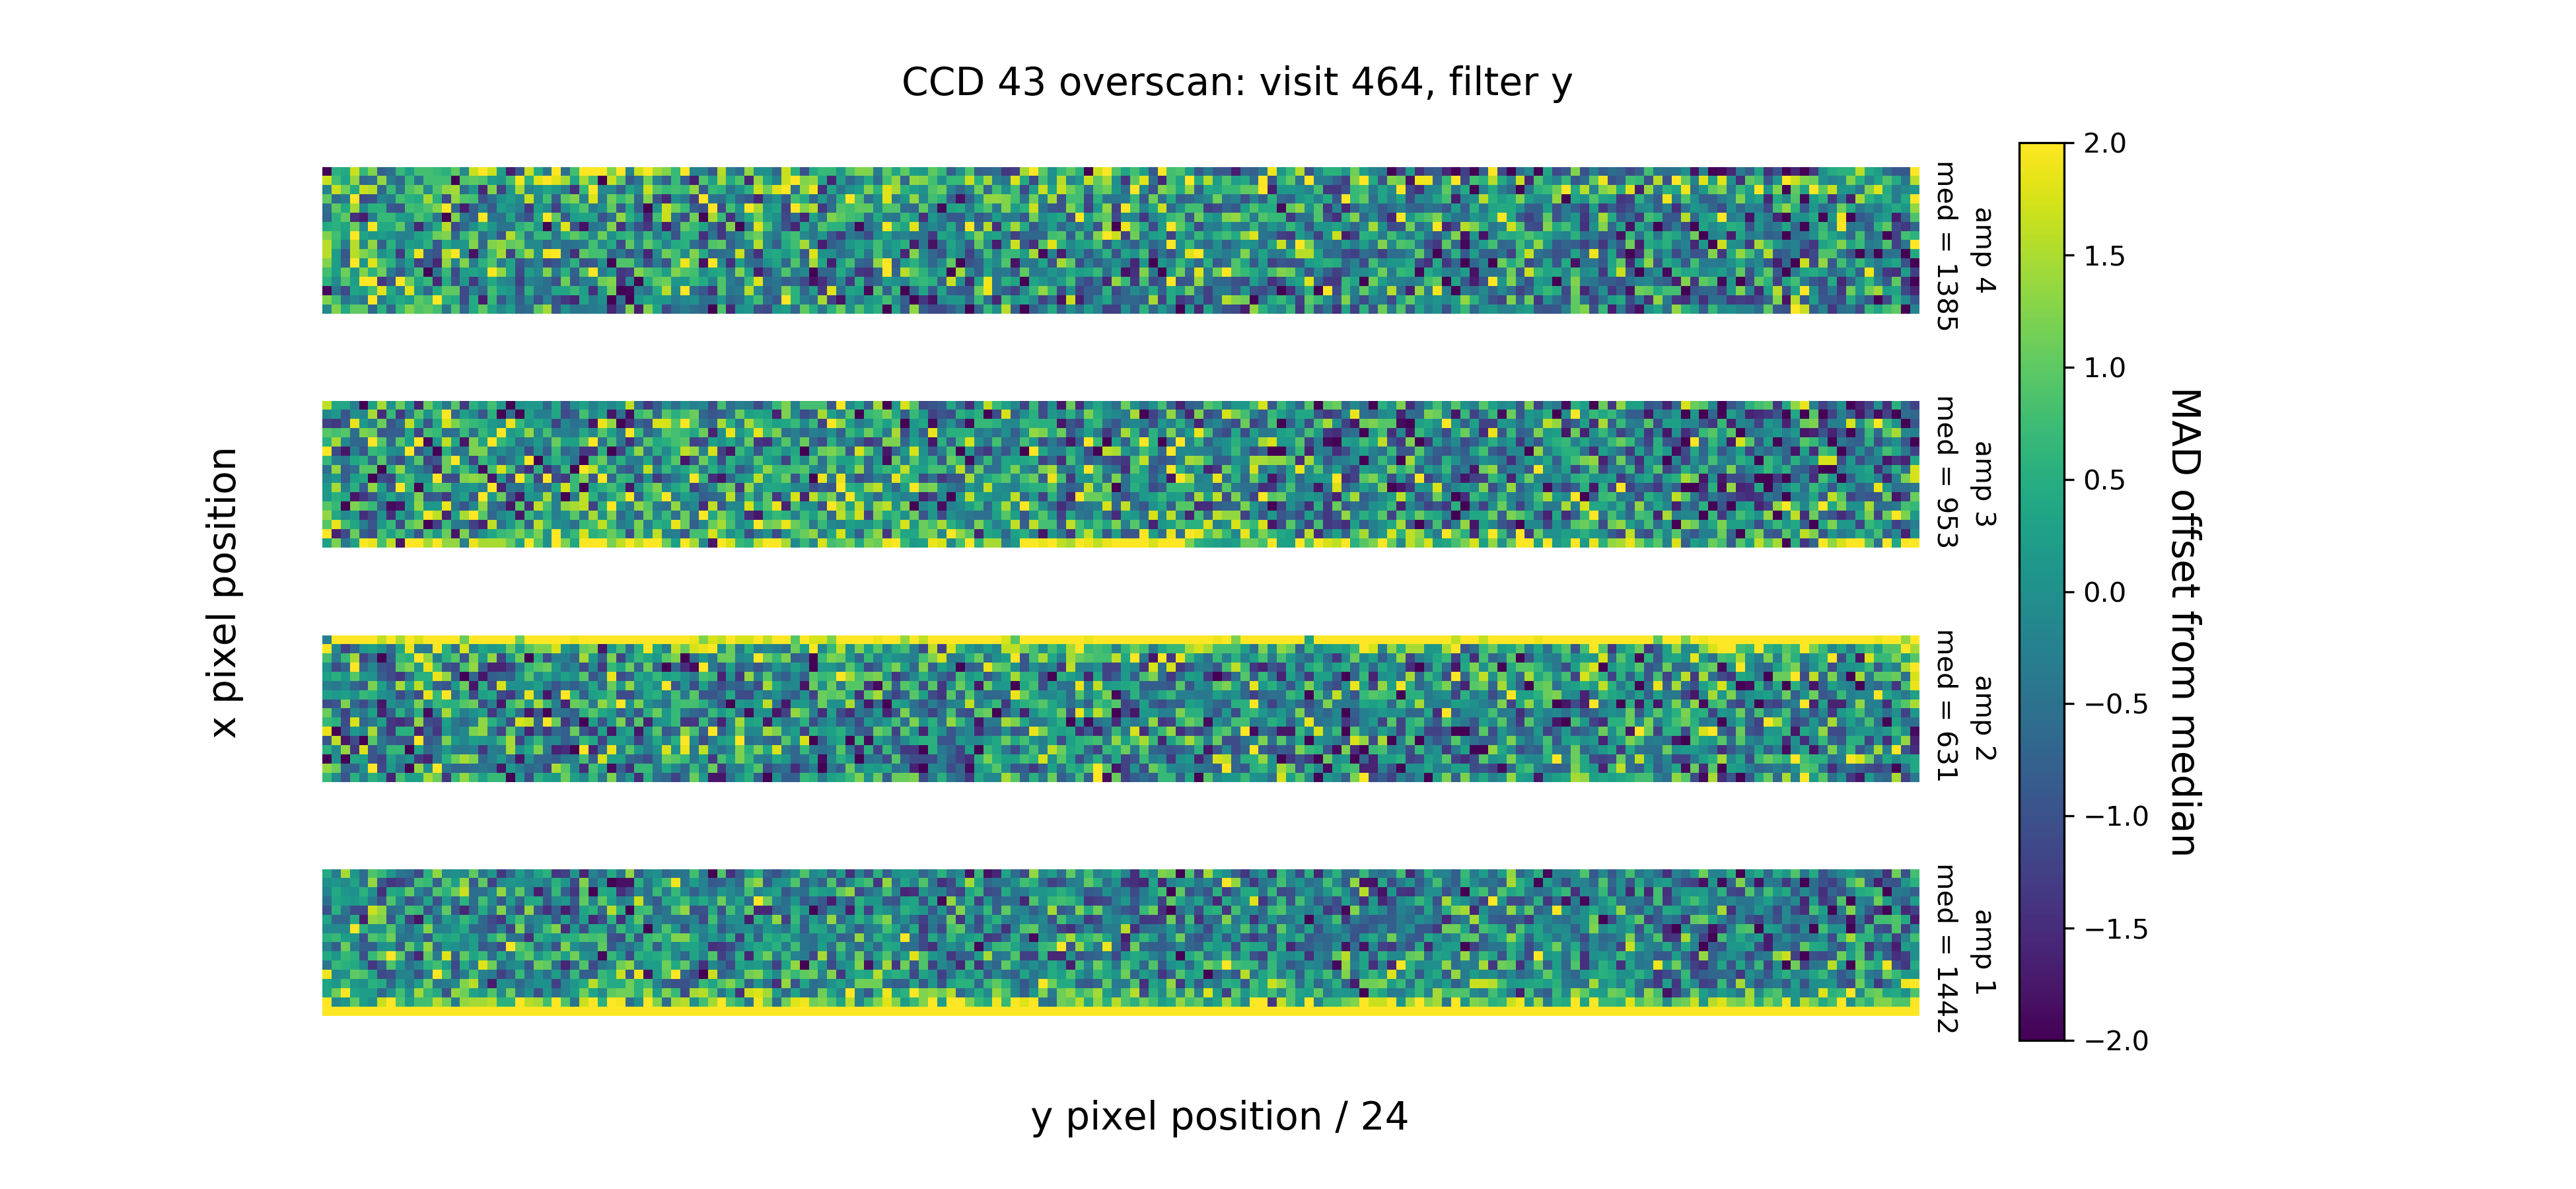 CCD 43 overscan: visit 464, filter y
x pixel position
amp 4
med = 1385
amp 3
med = 953
amp 2
med = 631
amp 1
med = 1442
2.0
1.5
1.0
0.5
0.0
−0.5
−1.0
−1.5
−2.0
MAD offset from median
y pixel position / 24